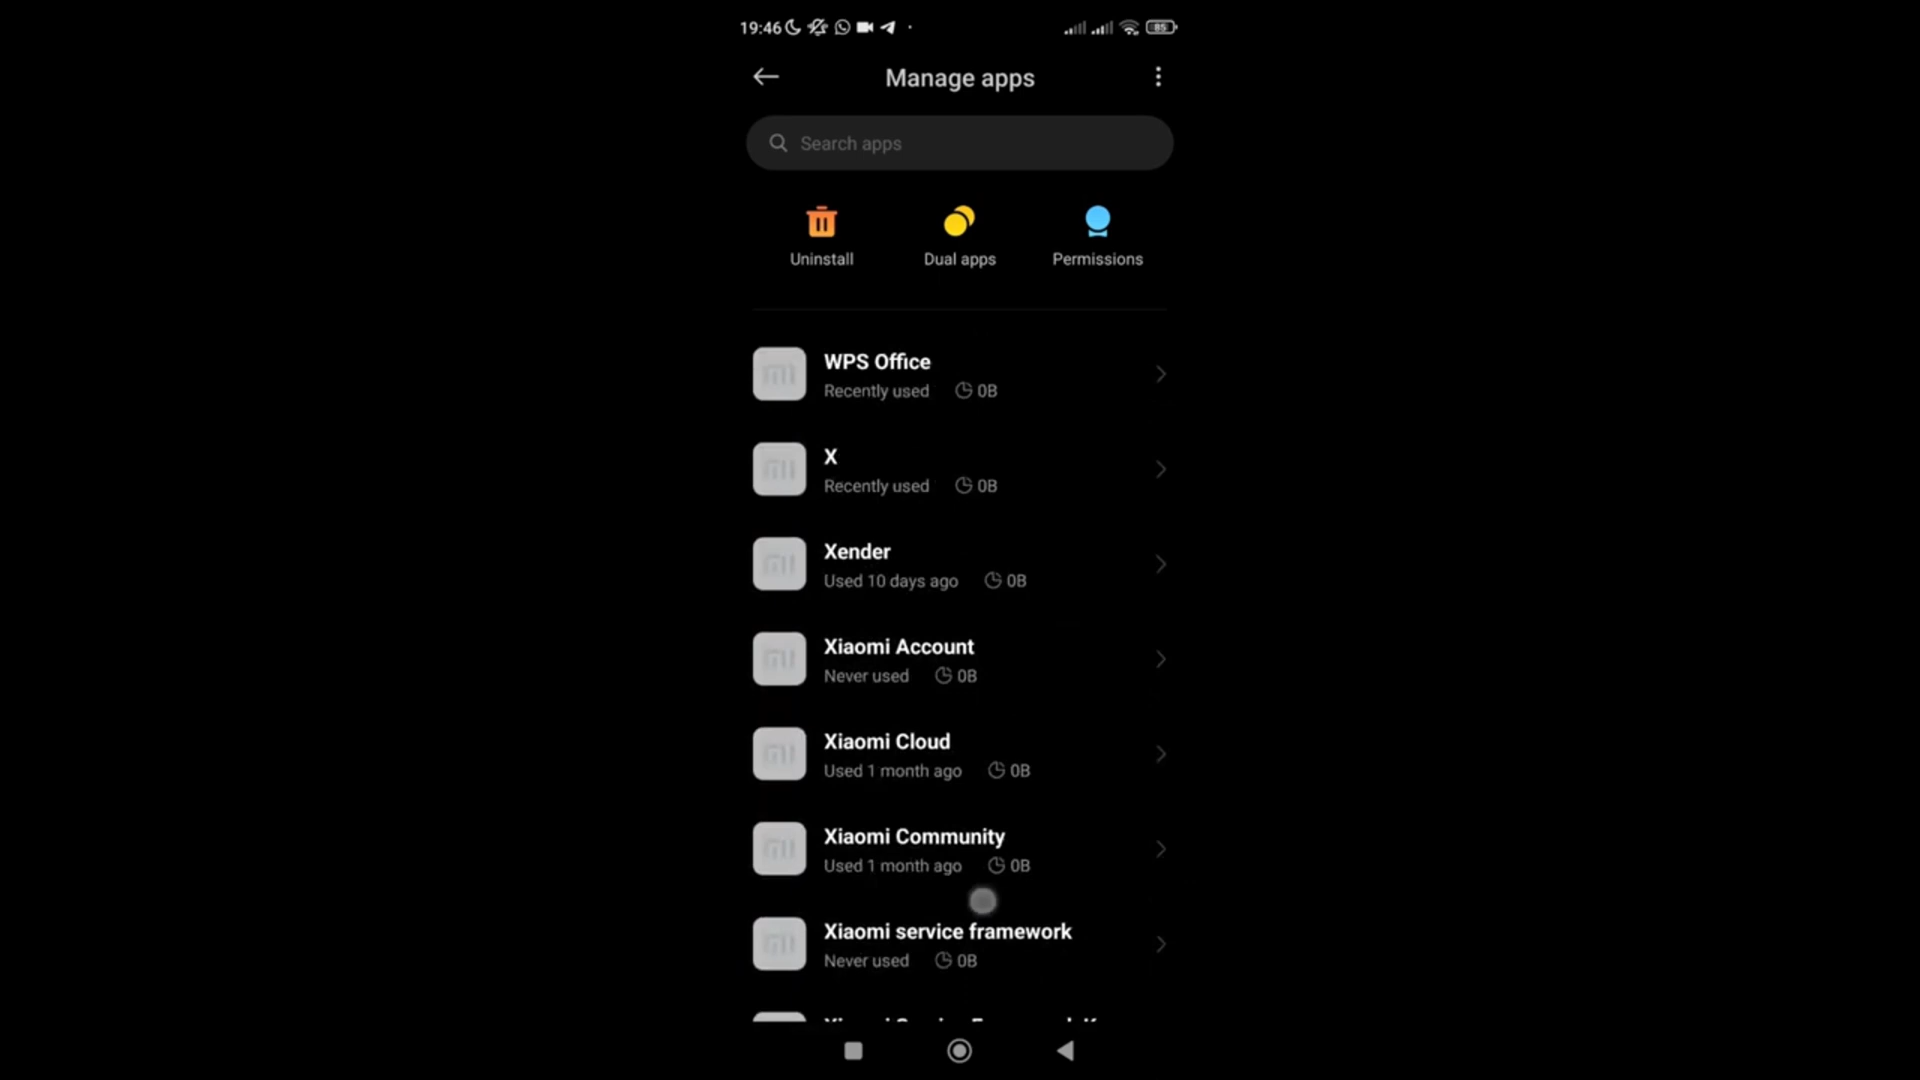 19:46 85
Manage apps
Search apps
Uninstall Dual apps Permissions
WPS Office
Recently used 0B
X
Recently used 0B
Xender
Used 10 days ago 0B
Xiaomi Account
Never used 0B
Xiaomi Cloud
Used 1 month ago 0B
Xiaomi Community
Used 1 month ago 0B
Xiaomi service framework
Never used 0B